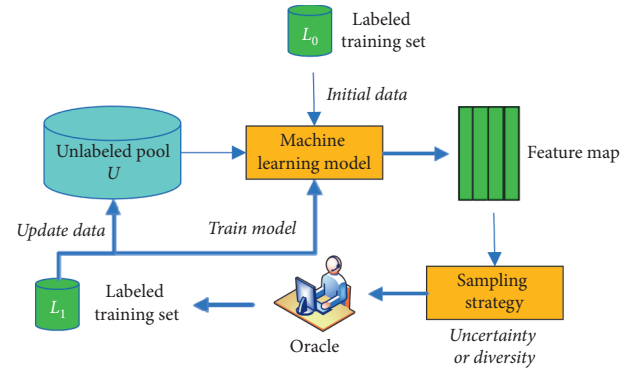 L0
Labeled
training set
Initial data
Unlabeled pool
U
Machine
learning model
Feature map
Update data
Train model
L1
Labeled
training set
Oracle
Sampling
strategy
Uncertainty
or diversity